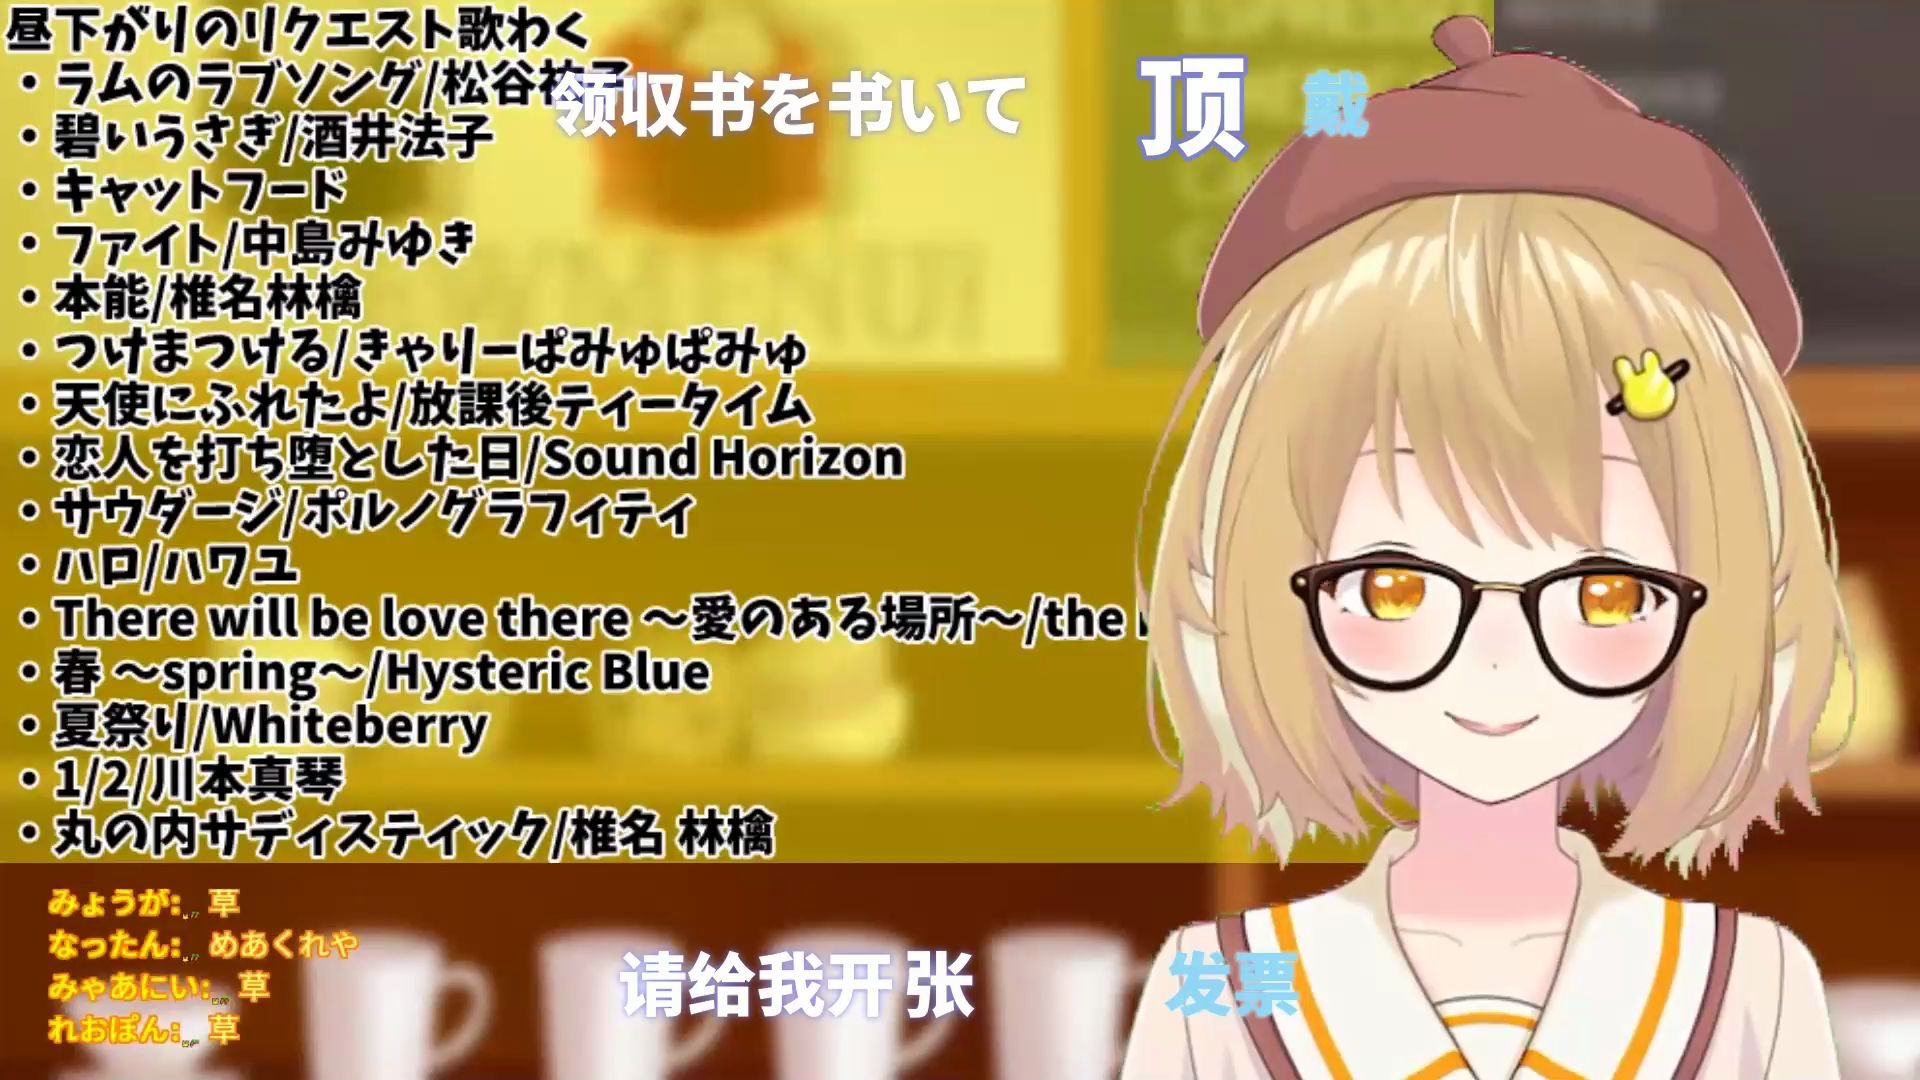 昼下がりのリクエスト歌わく
・ラムのラブソング/松谷祐子
领収书を书いて 顶 戴
・碧いうさぎ/酒井法子
・キャットフード
・ファイト/中島みゆき
・本能/椎名林檎
・つけまつける/きゃりーぱみゅぱみゅ
・天使にふれたよ/放課後ティータイム
・恋人を打ち堕とした日/Sound Horizon
・サウダージ/ポルノグラフィティ
・ハロ/ハワユ
・There will be love there ～愛のある場所～/the
・春 ～spring～/Hysteric Blue
・夏祭り/Whiteberry
・1/2/川本真琴
・丸の内サディスティック/椎名 林檎
みょうが: 草
なったん: めあくれや
みゃあにい: 草
れおぽん: 草
请给我开 张 发票